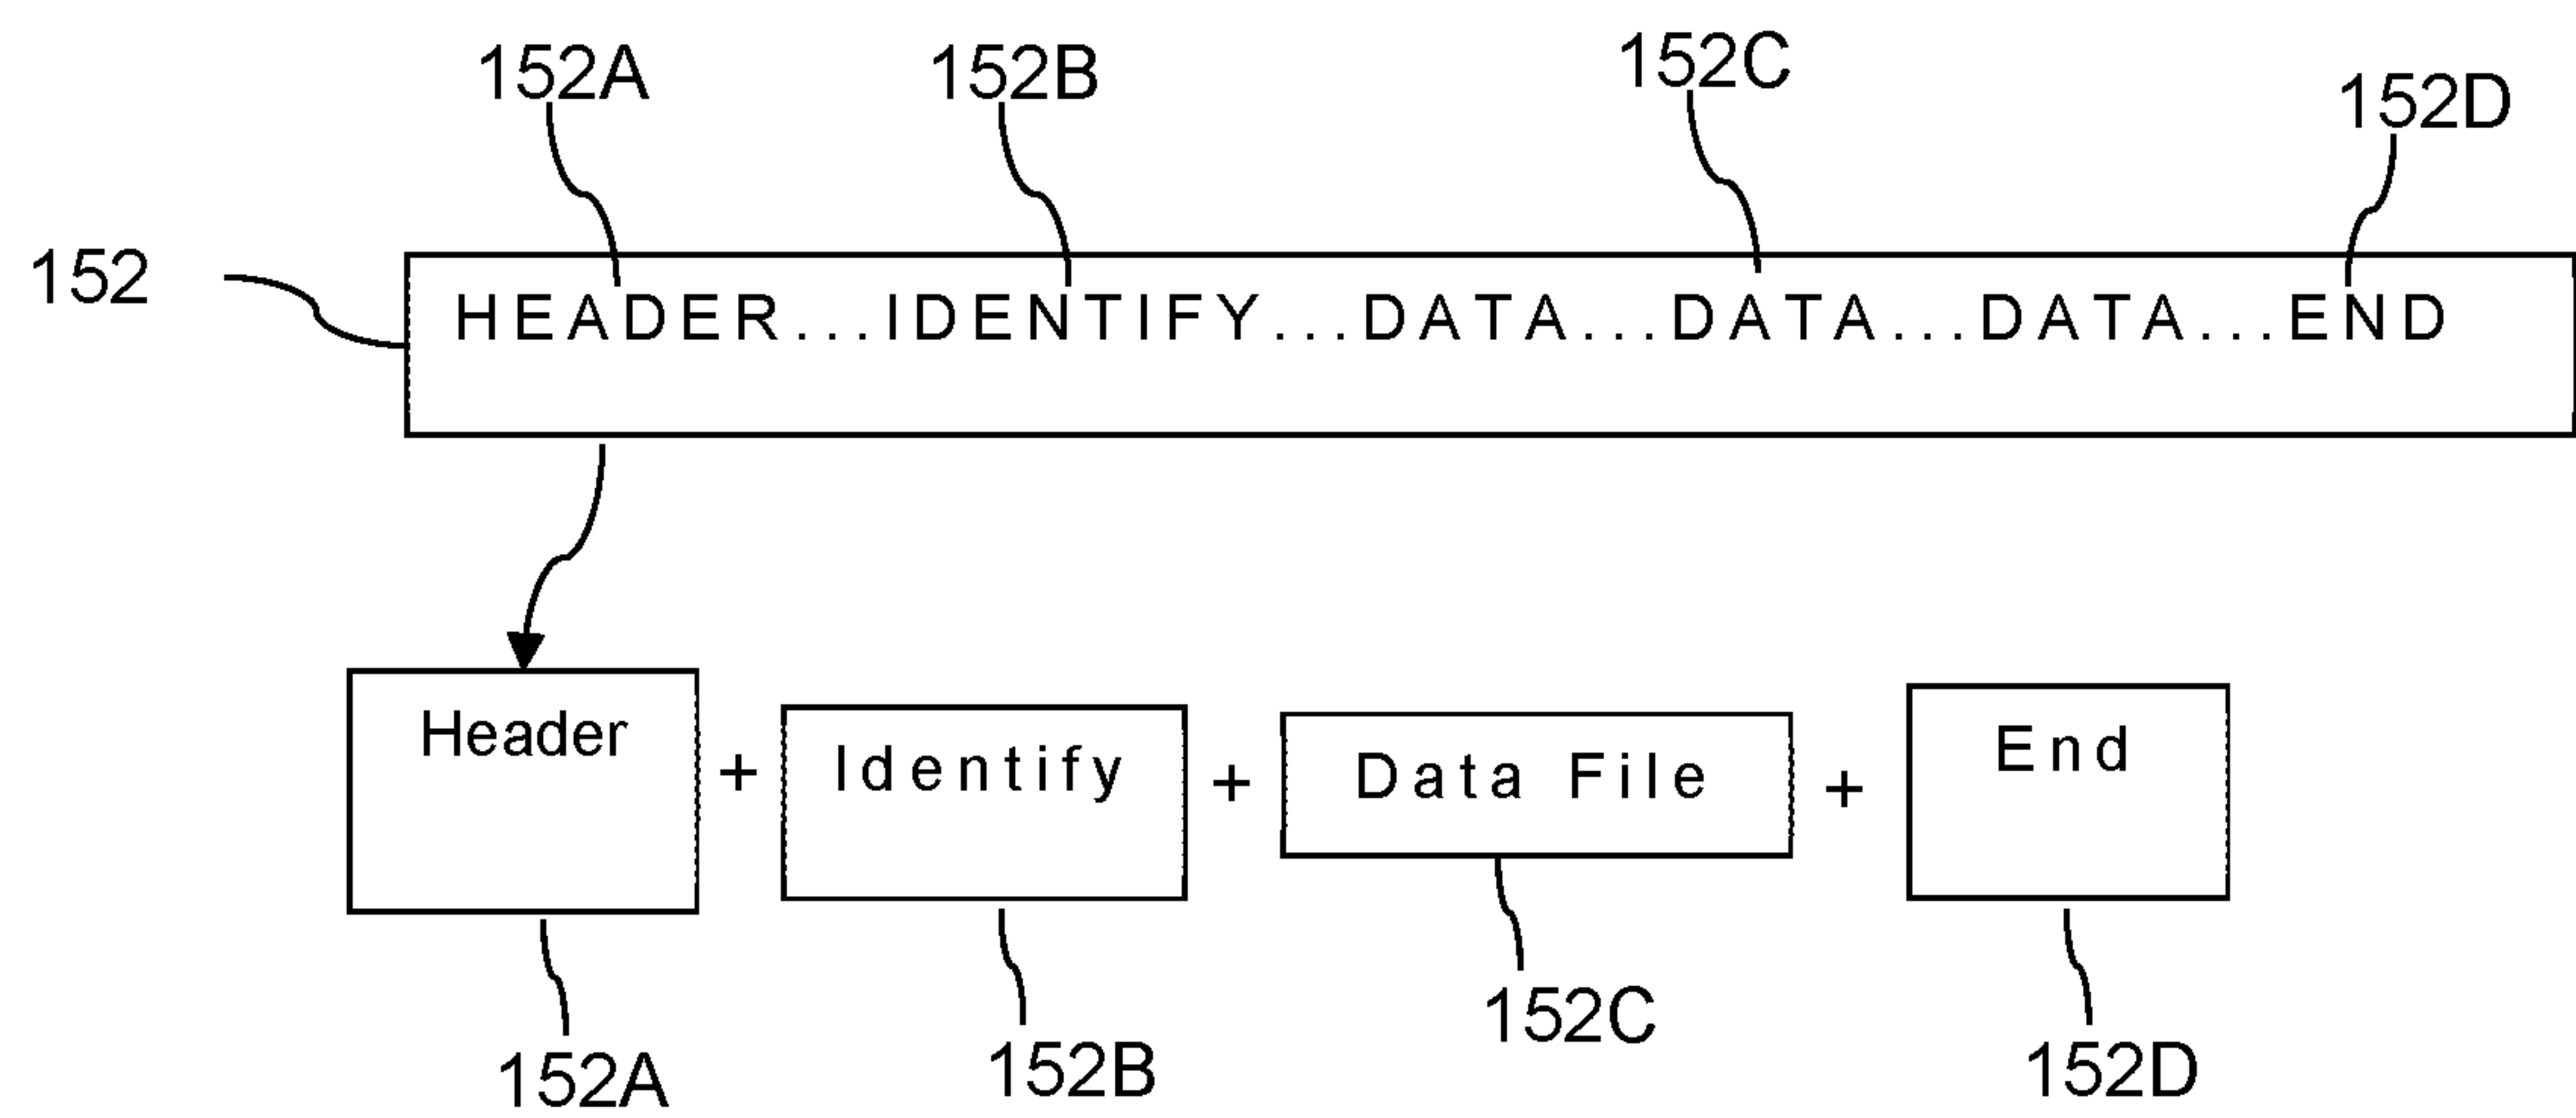 152A 152B 152C 152D
152
HEADER...IDENTIFY...DATA...DATA...DATA...END
Header + Identify + Data File + End
152A 152B 152C 152D